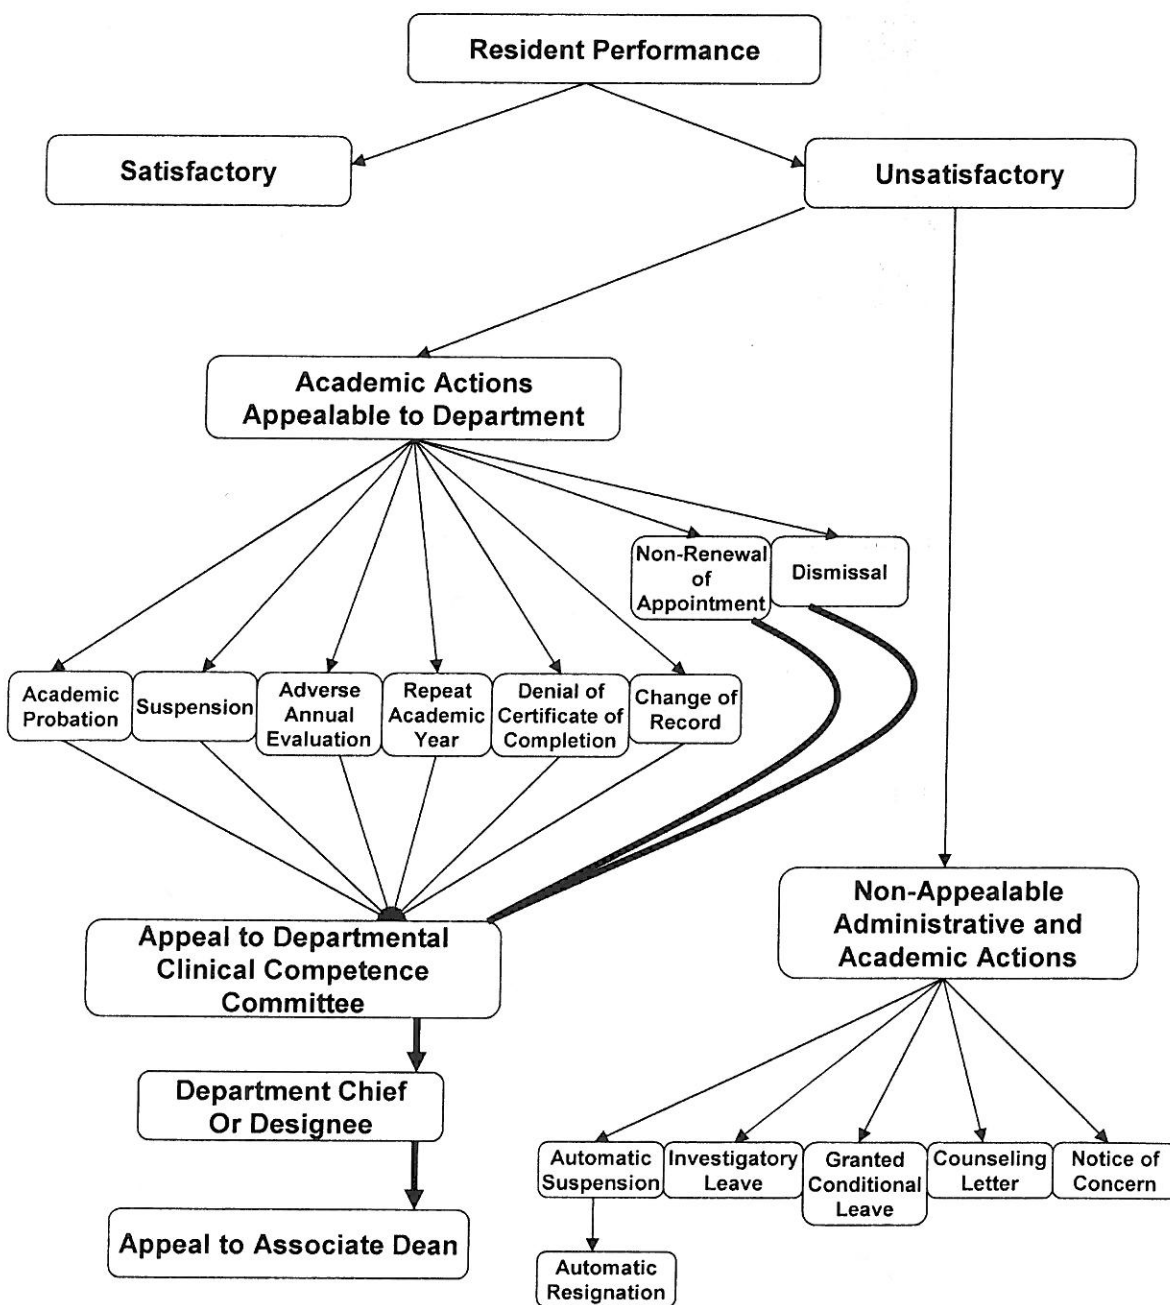 Resident Performance
Satisfactory
Unsatisfactory
Academic Actions
Appealable to Department
Non-Renewal
of
Appointment
Dismissal
Academic
Probation
Suspension
Adverse
Annual
Evaluation
Repeat
Academic
Year
Denial of
Certificate of
Completion
Change of
Record
Appeal to Departmental
Clinical Competence
Committee
Non-Appealable
Administrative and
Academic Actions
Department Chief
Or Designee
Automatic
Suspension
Investigatory
Leave
Granted
Conditional
Leave
Counseling
Letter
Notice of
Concern
Appeal to Associate Dean
Automatic
Resignation